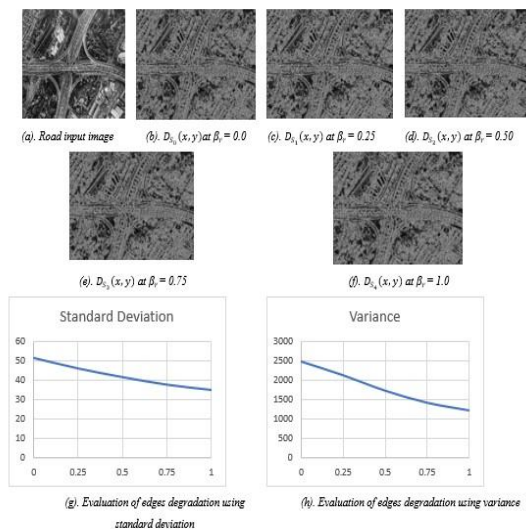 (a). Road input image
(b). D_{S_0}(x, y) at β_r = 0.0
(c). D_{S_1}(x, y) at β_r = 0.25
(d). D_{S_2}(x, y) at β_r = 0.50
(e). D_{S_3}(x, y) at β_r = 0.75
(f). D_{S_4}(x, y) at β_r = 1.0
Standard Deviation
60
50
40
30
20
10
0
0 0.25 0.5 0.75 1
Variance
3000
2500
2000
1500
1000
500
0
0 0.25 0.5 0.75 1
(g). Evaluation of edges degradation using
standard deviation
(h). Evaluation of edges degradation using variance